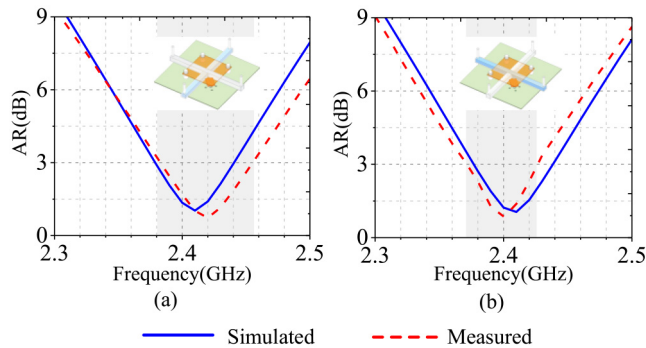 9
6
3
0
AR(dB)
2.3
2.4
2.5
Frequency(GHz)
(a)
9
6
3
0
AR(dB)
2.3
2.4
2.5
Frequency(GHz)
(b)
Simulated
Measured